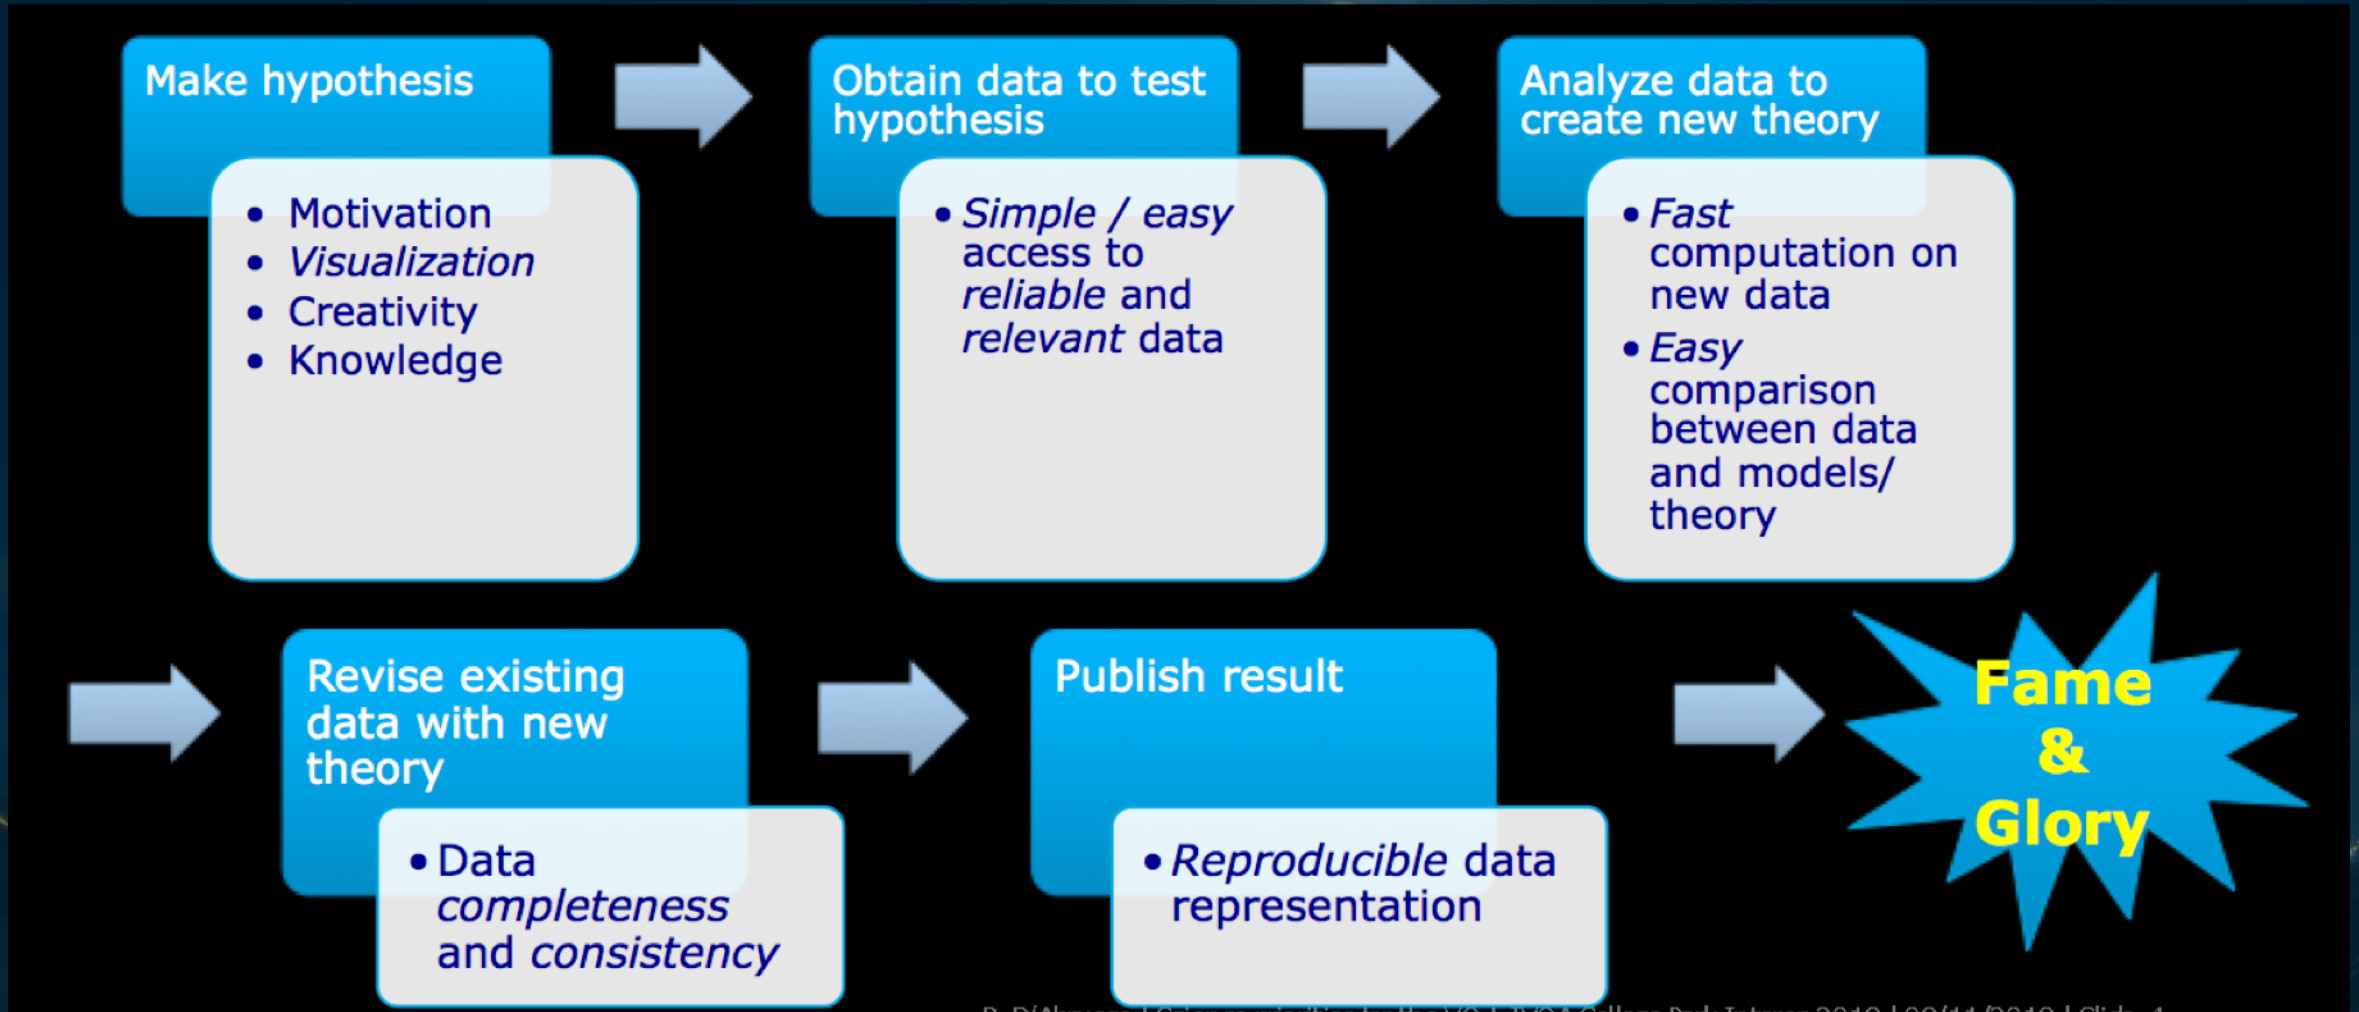 Make hypothesis
• Motivation
• Visualization
• Creativity
• Knowledge
Obtain data to test
hypothesis
• Simple / easy
access to
reliable and
relevant data
Analyze data to
create new theory
• Fast
computation on
new data
• Easy
comparison
between data
and models/
theory
Revise existing
data with new
theory
• Data
completeness
and consistency
Publish result
• Reproducible data
representation
Fame
&
Glory